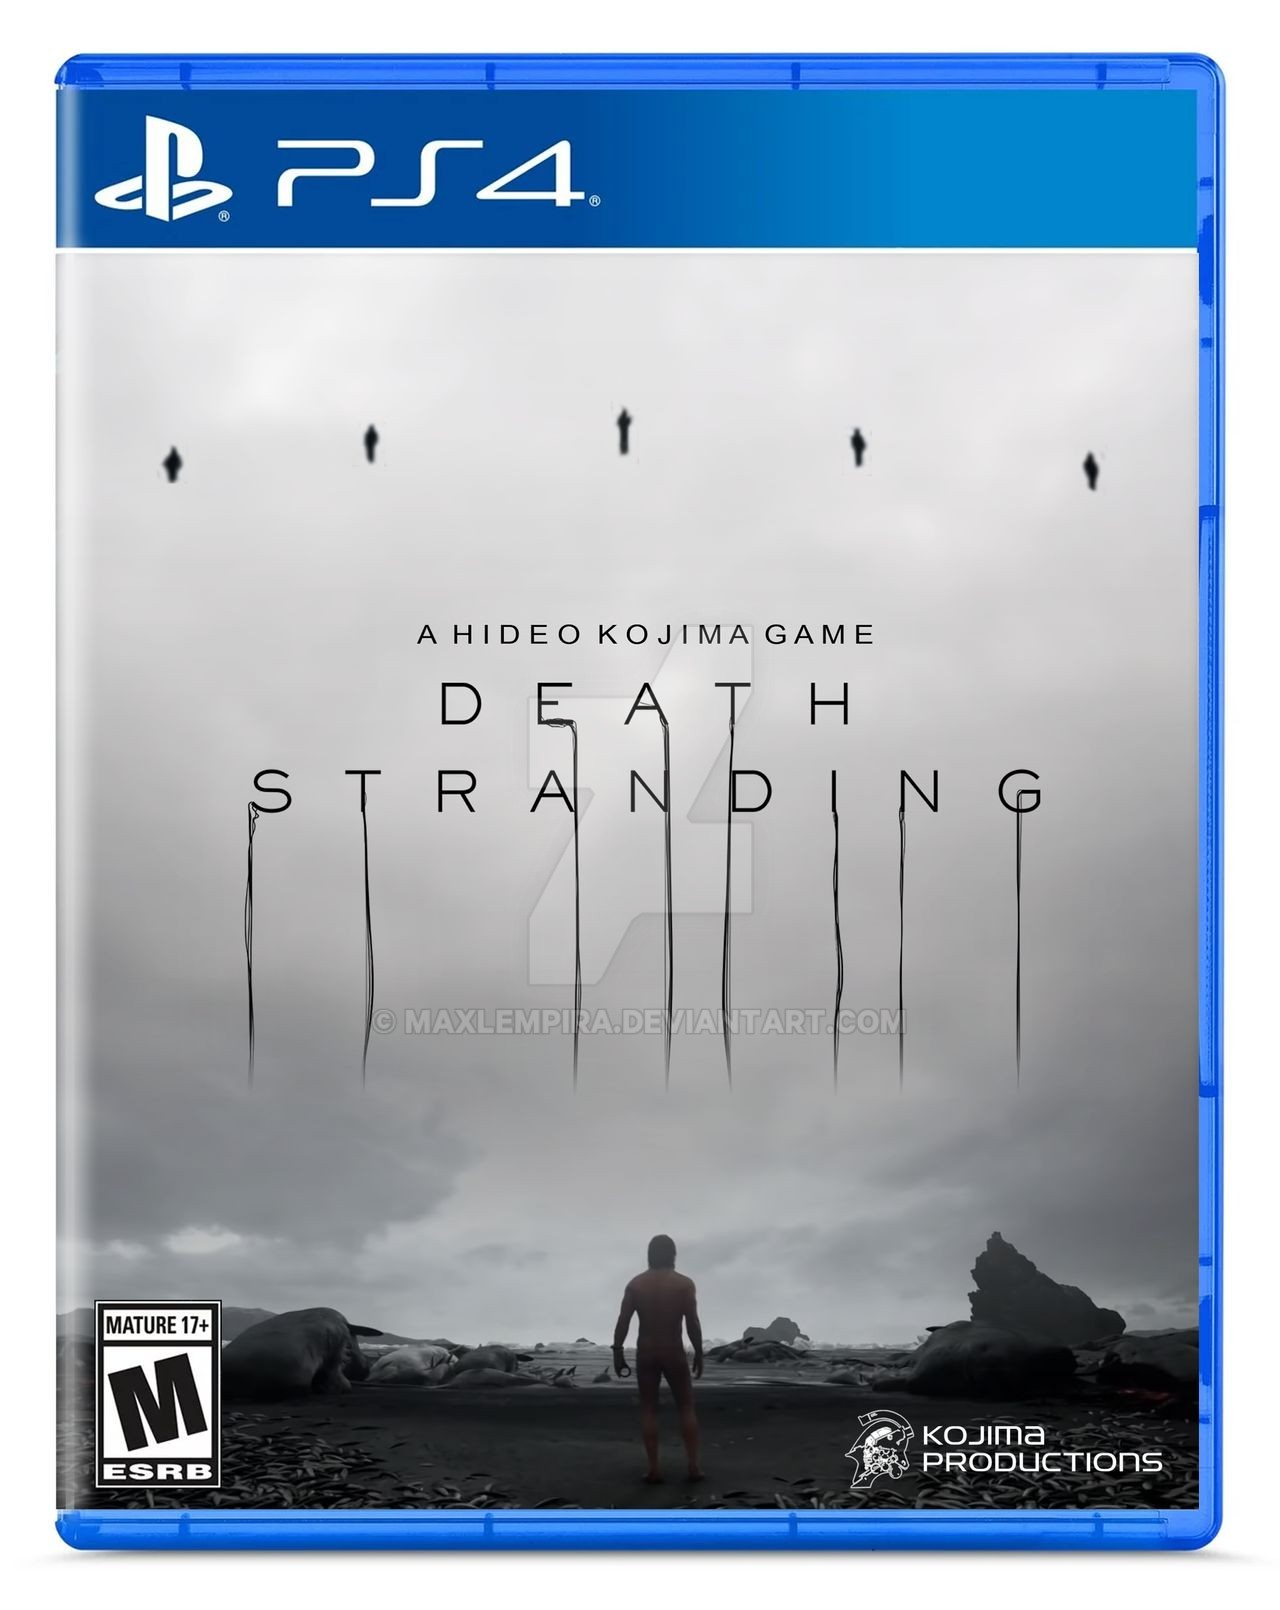 PS4®
A HIDEO KOJIMA GAME
DEATH
STRANDING
© MAXLEMPIRA.DEVIANTART.COM
MATURE 17+
M
ESRB
KOJIMA
PRODUCTIONS